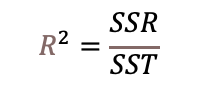 R² = SSR / SST